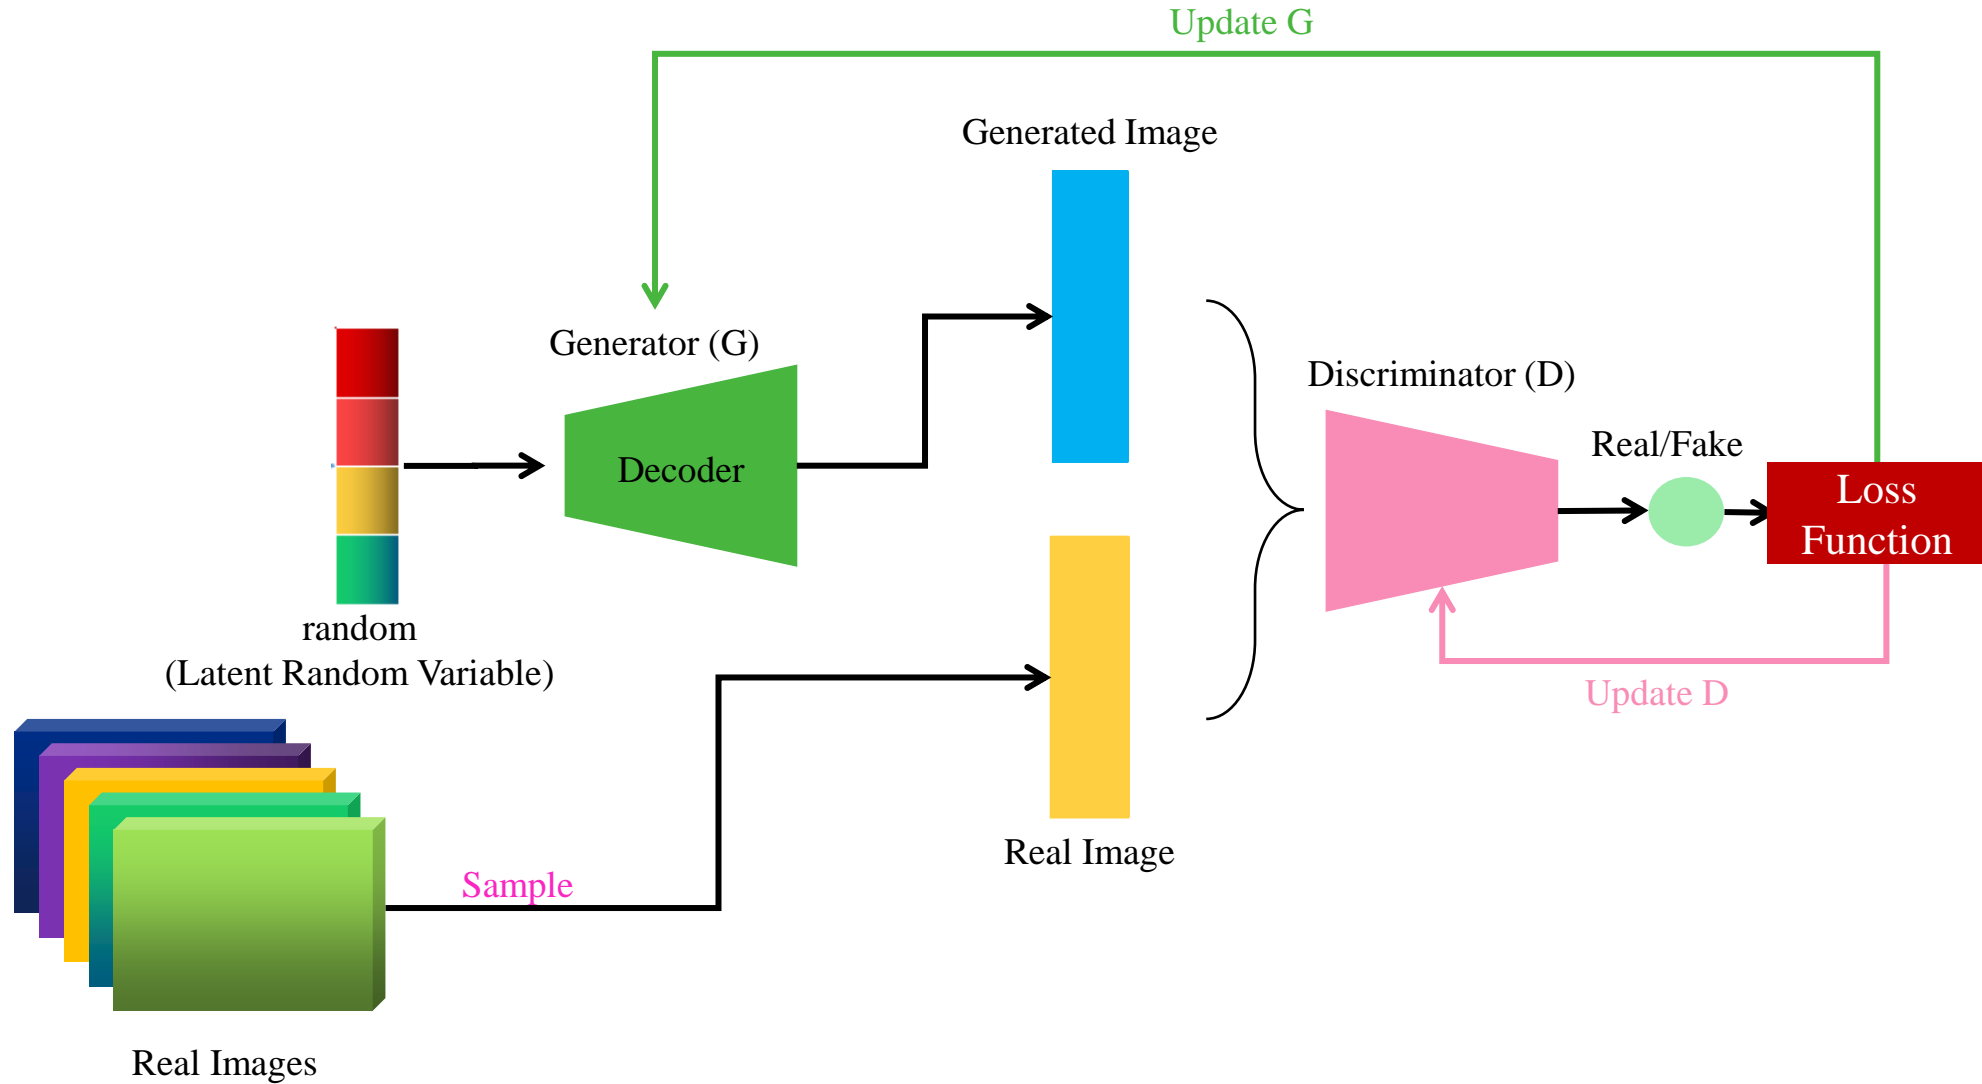 Update G
Generated Image
Generator (G)
Discriminator (D)
Real/Fake
Decoder
Loss
Function
random
(Latent Random Variable)
Update D
Real Image
Sample
Real Images